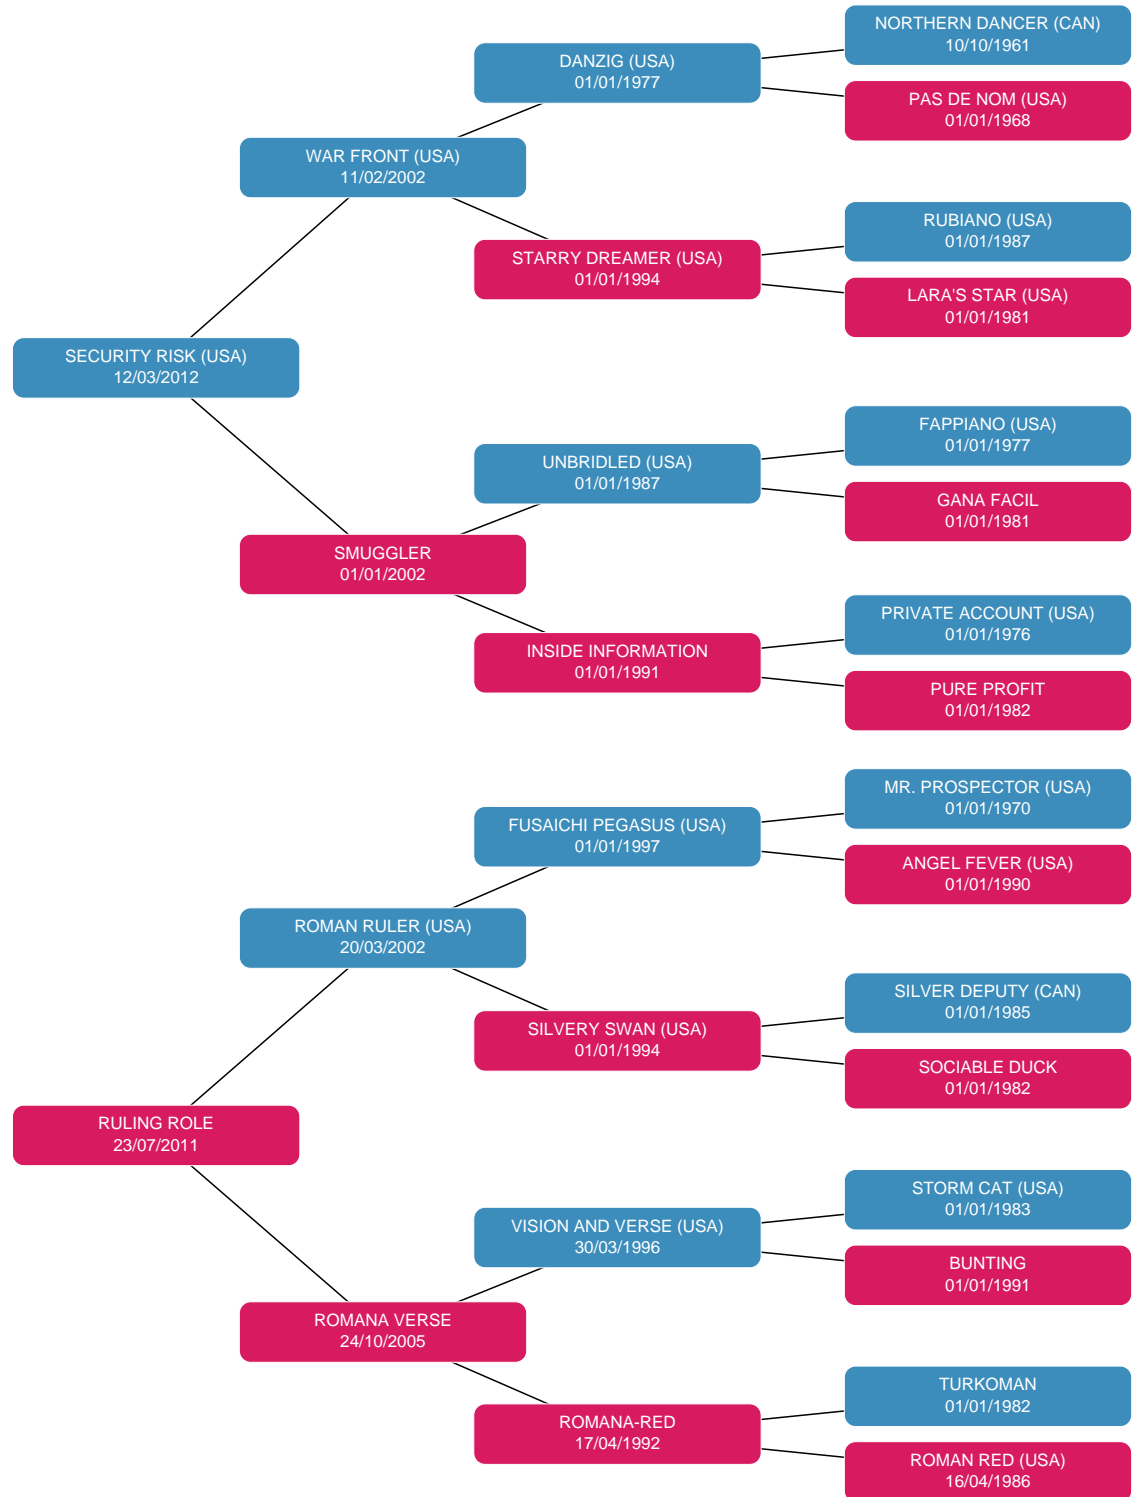 NORTHERN DANCER (CAN)
10/10/1961
DANZIG (USA)
01/01/1977
PAS DE NOM (USA)
01/01/1968
WAR FRONT (USA)
11/02/2002
RUBIANO (USA)
01/01/1987
STARRY DREAMER (USA)
01/01/1994
LARA'S STAR (USA)
01/01/1981
SECURITY RISK (USA)
12/03/2012
FAPPIANO (USA)
01/01/1977
UNBRIDLED (USA)
01/01/1987
GANA FACIL
01/01/1981
SMUGGLER
01/01/2002
PRIVATE ACCOUNT (USA)
01/01/1976
INSIDE INFORMATION
01/01/1991
PURE PROFIT
01/01/1982
MR. PROSPECTOR (USA)
01/01/1970
FUSAICHI PEGASUS (USA)
01/01/1997
ANGEL FEVER (USA)
01/01/1990
ROMAN RULER (USA)
20/03/2002
SILVER DEPUTY (CAN)
01/01/1985
SILVERY SWAN (USA)
01/01/1994
SOCIABLE DUCK
01/01/1982
RULING ROLE
23/07/2011
STORM CAT (USA)
01/01/1983
VISION AND VERSE (USA)
30/03/1996
BUNTING
01/01/1991
ROMANA VERSE
24/10/2005
TURKOMAN
01/01/1982
ROMANA-RED
17/04/1992
ROMAN RED (USA)
16/04/1986